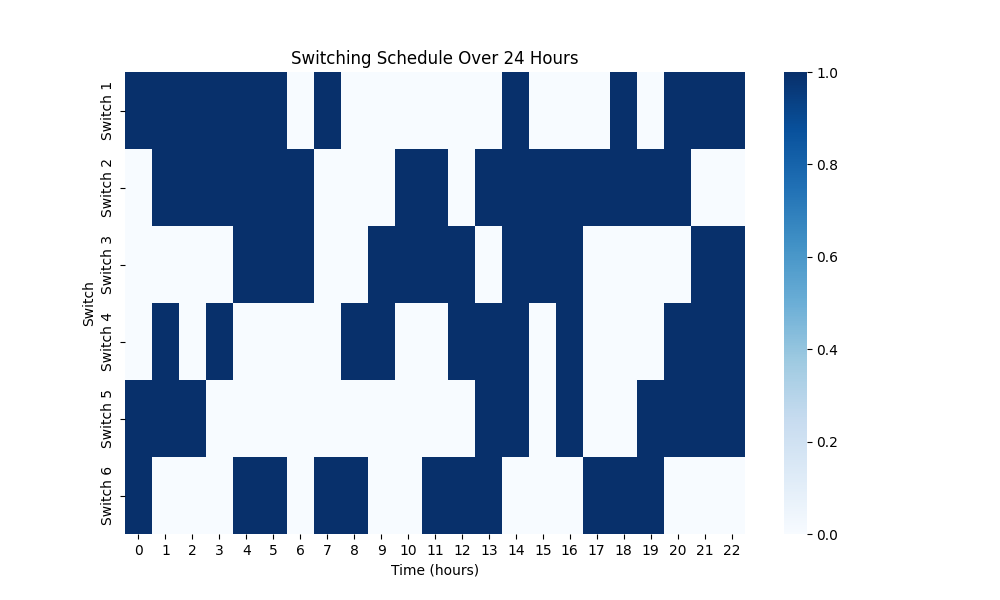 Switching Schedule Over 24 Hours
Switch
Switch 1
Switch 2
Switch 3
Switch 4
Switch 5
Switch 6
0 1 2 3 4 5 6 7 8 9 10 11 12 13 14 15 16 17 18 19 20 21 22
Time (hours)
1.0
0.8
0.6
0.4
0.2
0.0